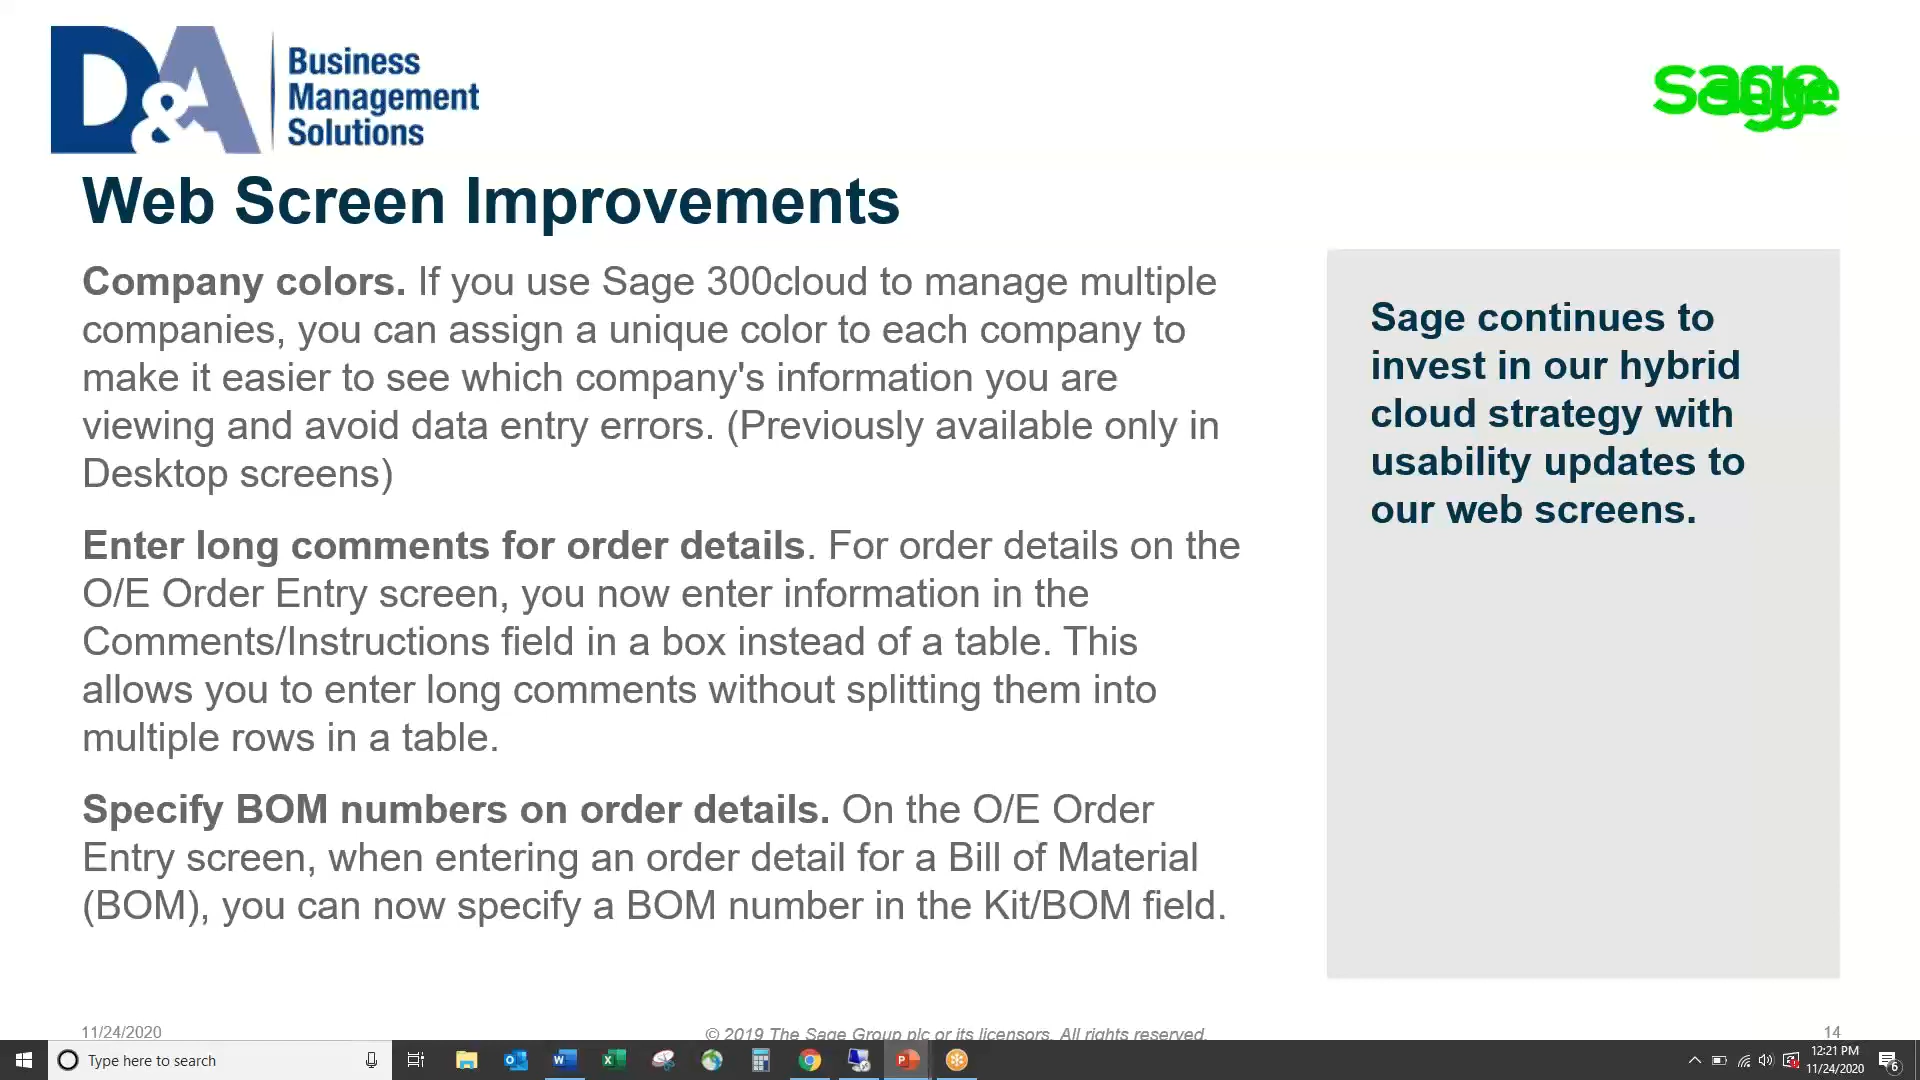 D&A
Business
Management
Solutions
sage
Web Screen Improvements
Company colors. If you use Sage 300cloud to manage multiple
companies, you can assign a unique color to each company to
make it easier to see which company's information you are
viewing and avoid data entry errors. (Previously available only in
Desktop screens)
Enter long comments for order details. For order details on the
O/E Order Entry screen, you now enter information in the
Comments/Instructions field in a box instead of a table. This
allows you to enter long comments without splitting them into
multiple rows in a table.
Specify BOM numbers on order details. On the O/E Order
Entry screen, when entering an order detail for a Bill of Material
(BOM), you can now specify a BOM number in the Kit/BOM field.
Sage continues to
invest in our hybrid
cloud strategy with
usability updates to
our web screens.
11/24/2020
© 2019 The Sage Group plc or its licensors. All rights reserved.
14
Type here to search
12:21 PM
11/24/2020
6